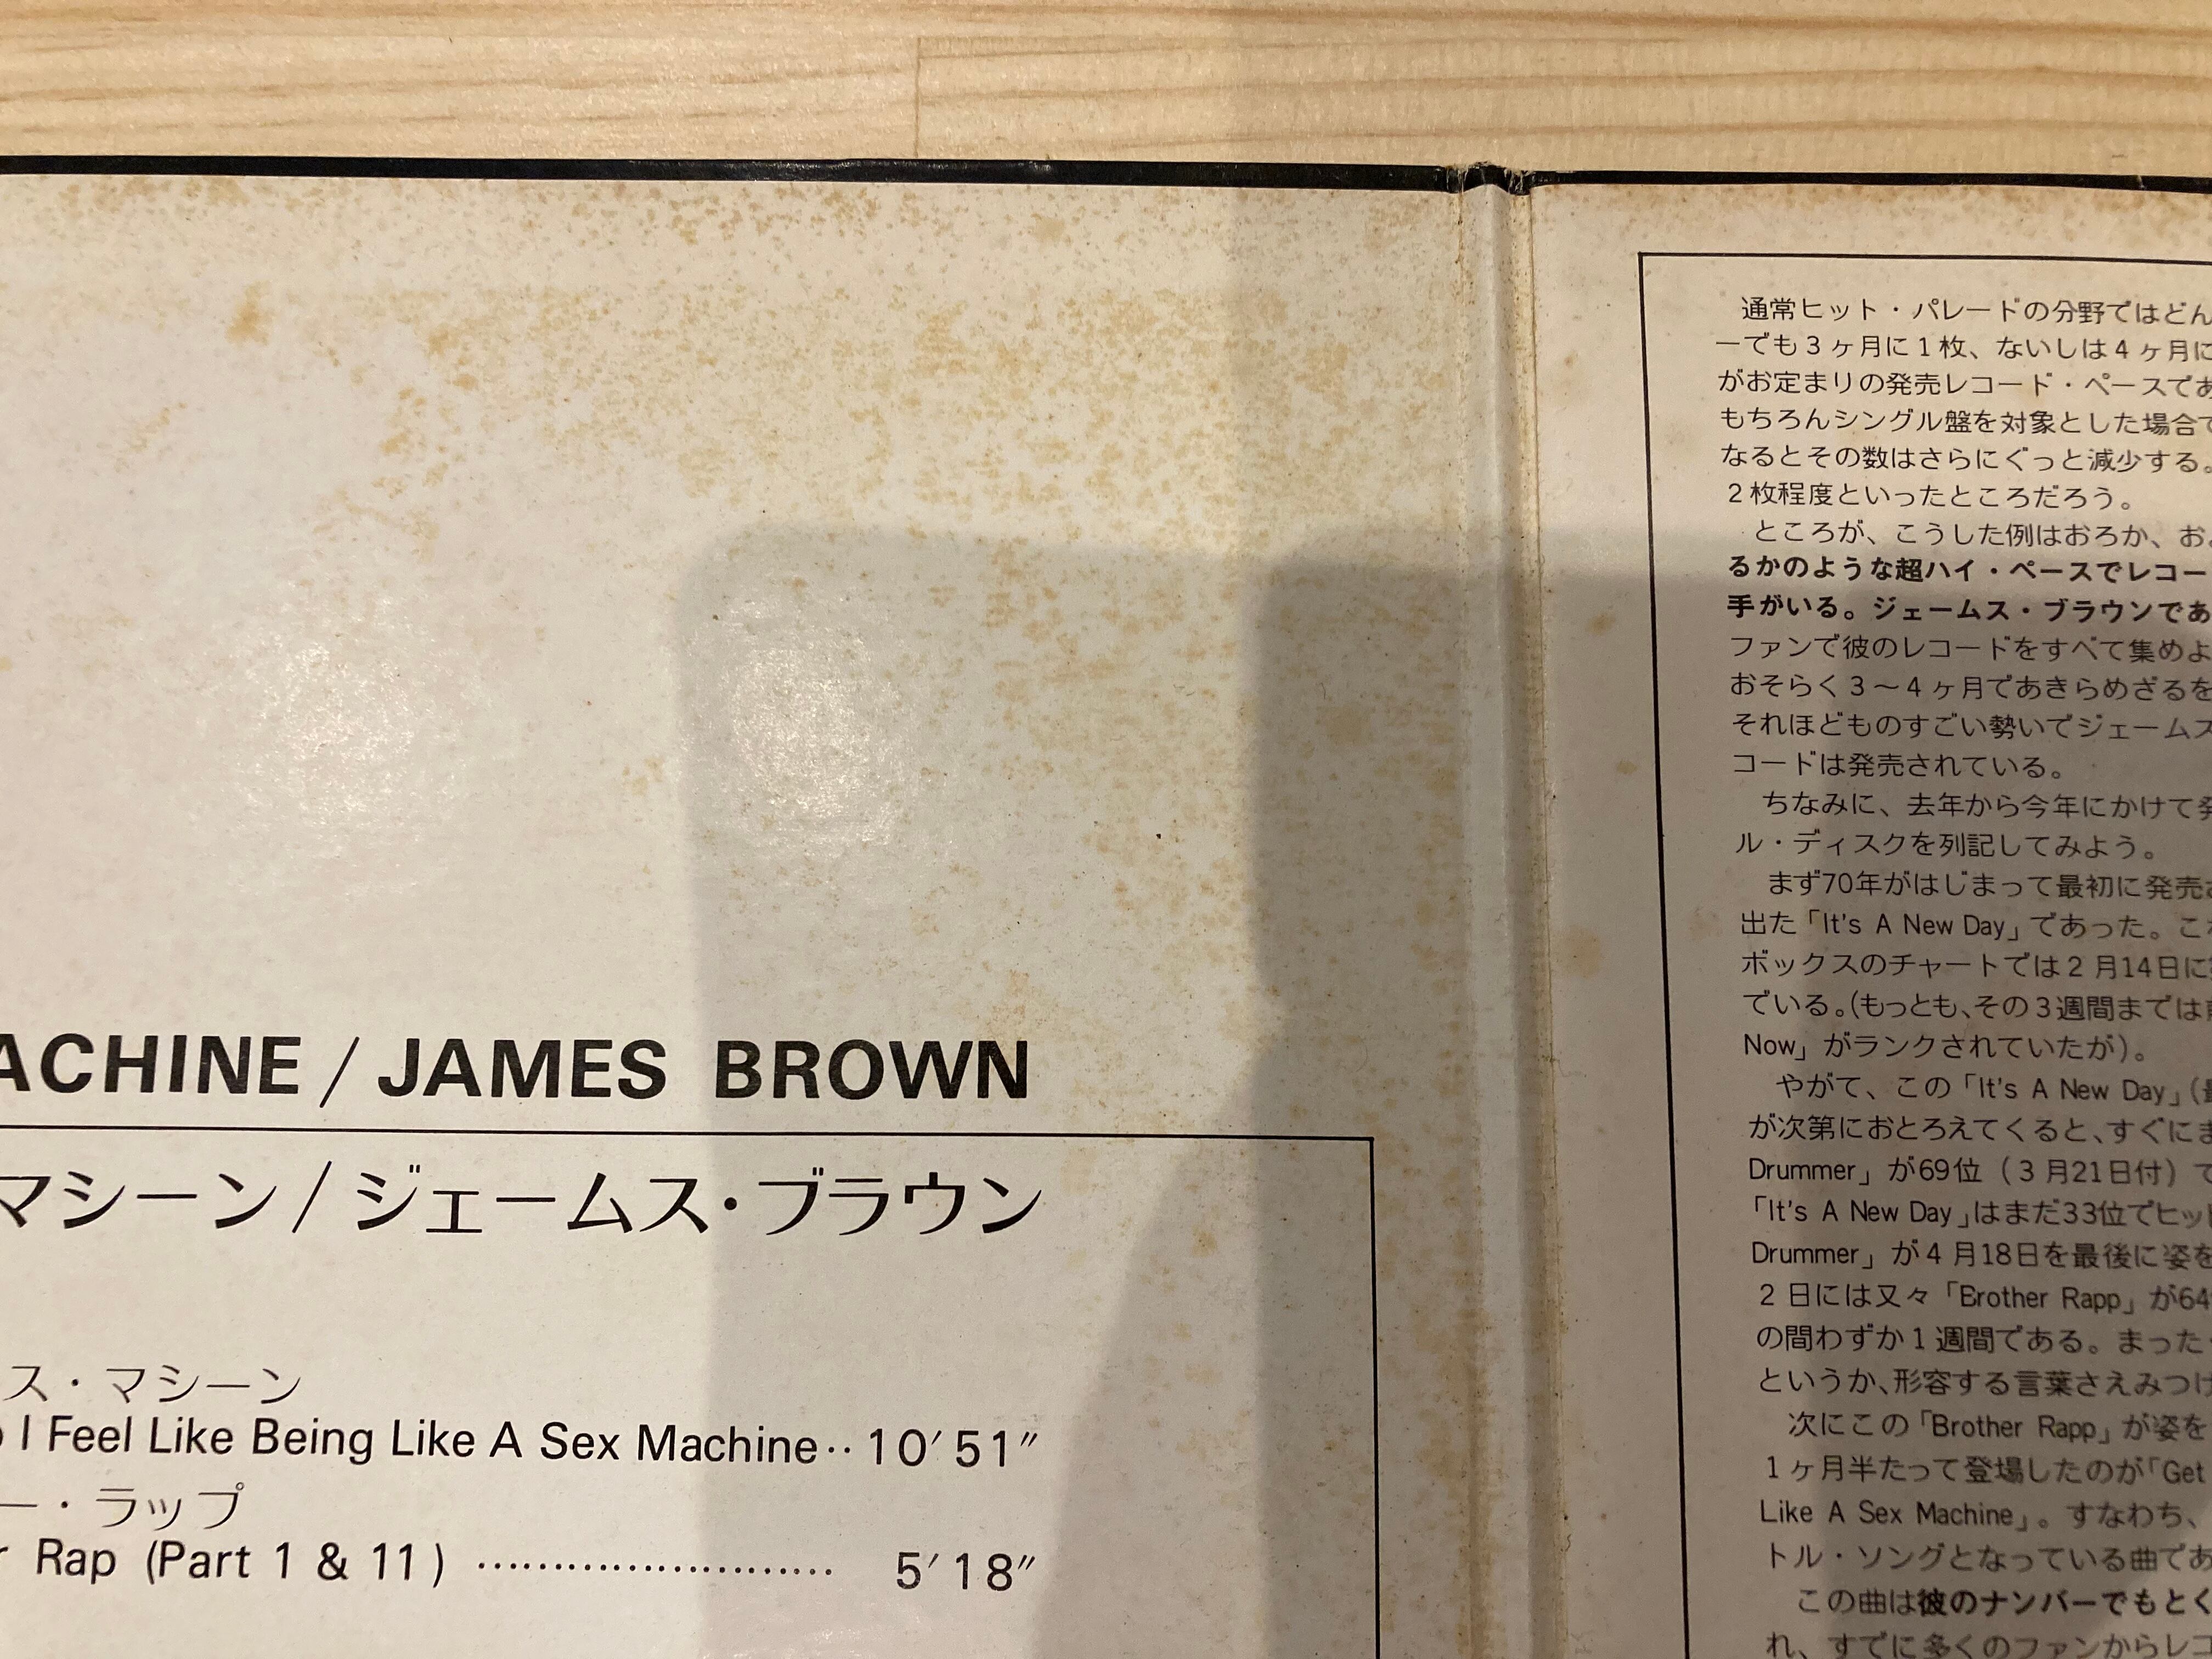 ACHINE / JAMES BROWN
マシーン / ジェームス・ブラウン
ス・マシーン
I Feel Like Being Like A Sex Machine‥10′51″
ー・ラップ
r Rap (Part 1 & 11) ........................ 5′18″
通常ヒット・パレードの分野ではどん
ーでも3ヶ月に1枚、ないしは4ヶ月に
がお定まりの発売レコード・ペースであ
もちろんシングル盤を対象とした場合で
なるとその数はさらにぐっと減少する。
2枚程度といったところだろう。
ところが、こうした例はおろか、お
るかのような超ハイ・ペースでレコー
手がいる。ジェームス・ブラウンであ
ファンで彼のレコードをすべて集めよ
おそらく3〜4ヶ月であきらめざるを
それほどものすごい勢いでジェームス
コードは発売されている。
ちなみに、去年から今年にかけて発
ル・ディスクを列記してみよう。
まず70年がはじまって最初に発売さ
出た「It's A New Day」であった。これ
ボックスのチャートでは2月14日に
でいる。(もっとも、その3週間までは
Now」がランクされていたが)。
やがて、この「It's A New Day」(最
が次第におとろえてくると、すぐにま
Drummer」が69位(3月21日付)で
「It's A New Day」はまだ33位でヒット
Drummer」が4月18日を最後に姿を
2日には又々「Brother Rapp」が64
の間わずか1週間である。まった
というか、形容する言葉さえみつけ
次にこの「Brother Rapp」が姿を
1ヶ月半たって登場したのが「Get
Like A Sex Machine」。すなわち、
トル・ソングとなっている曲であ
この曲は彼のナンバーでもとく
れ、すでに多くのファンからレコ